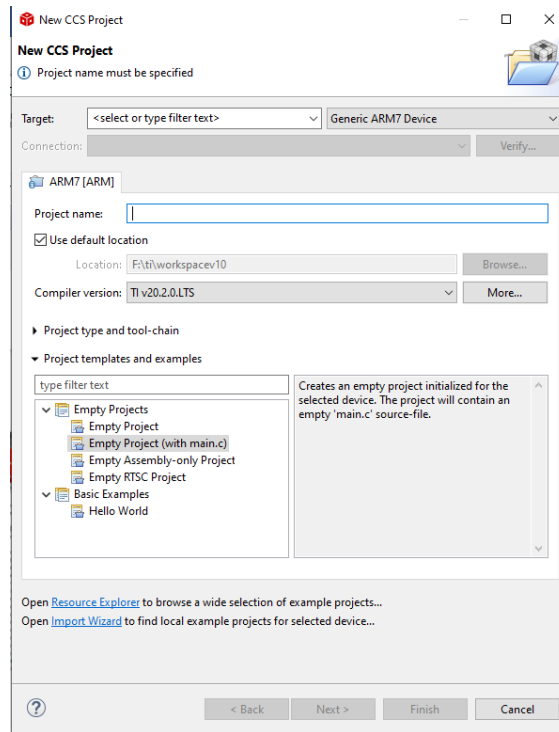 New CCS Project
New CCS Project
Project name must be specified
Target: <select or type filter text> Generic ARM7 Device
Connection: Verify...
ARM7 [ARM]
Project name:
Use default location
Location: F:\ti\workspacev10 Browse...
Compiler version: TI v20.2.0.LTS More...
Project type and tool-chain
Project templates and examples
type filter text
Empty Projects
Empty Project
Empty Project (with main.c)
Empty Assembly-only Project
Empty RTSC Project
Basic Examples
Hello World
Creates an empty project initialized for the
selected device. The project will contain an
empty 'main.c' source-file.
Open Resource Explorer to browse a wide selection of example projects...
Open Import Wizard to find local example projects for selected device...
? < Back Next > Finish Cancel